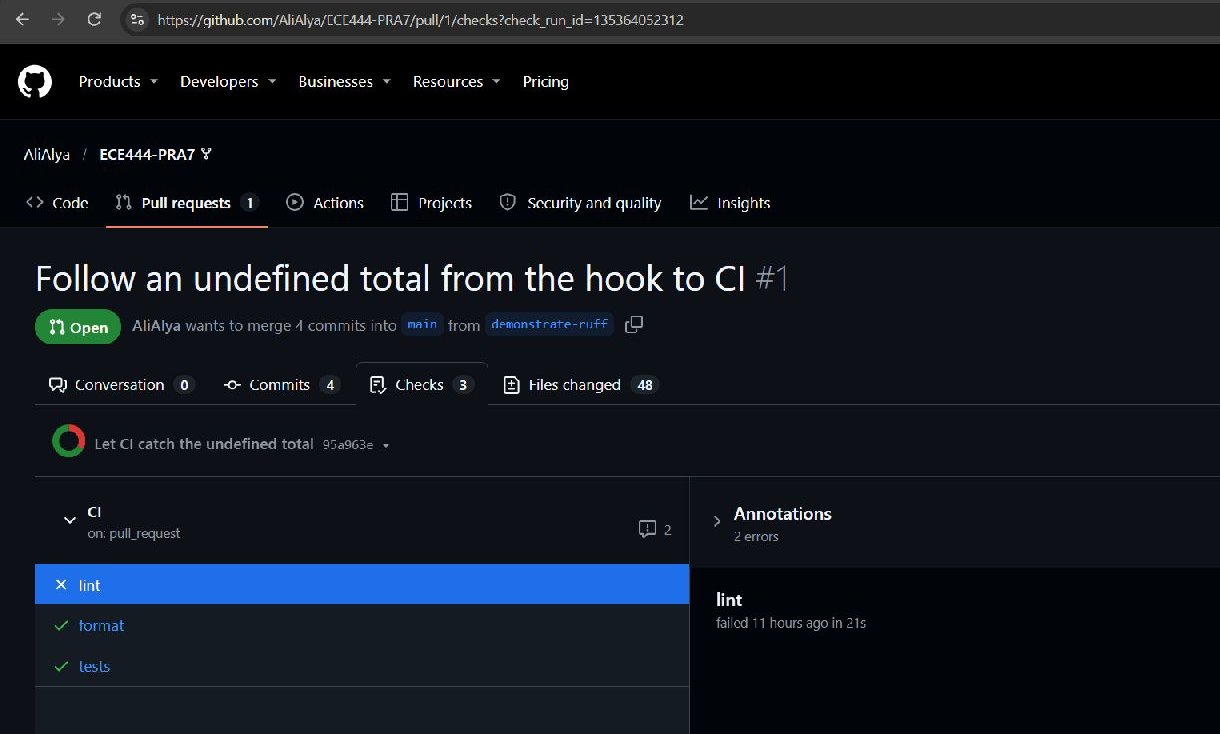 https://github.com/AliAlya/ECE444-PRA7/pull/1/checks?check_run_id=135364052312
Products Developers Businesses Resources Pricing
AliAlya / ECE444-PRA7
Code Pull requests 1 Actions Projects Security and quality Insights
Follow an undefined total from the hook to CI #1
Open AliAlya wants to merge 4 commits into main from demonstrate-ruff
Conversation 0 Commits 4 Checks 3 Files changed 48
Let CI catch the undefined total 95a963e
CI
on: pull_request
2
Annotations
2 errors
lint
format
tests
lint
failed 11 hours ago in 21s